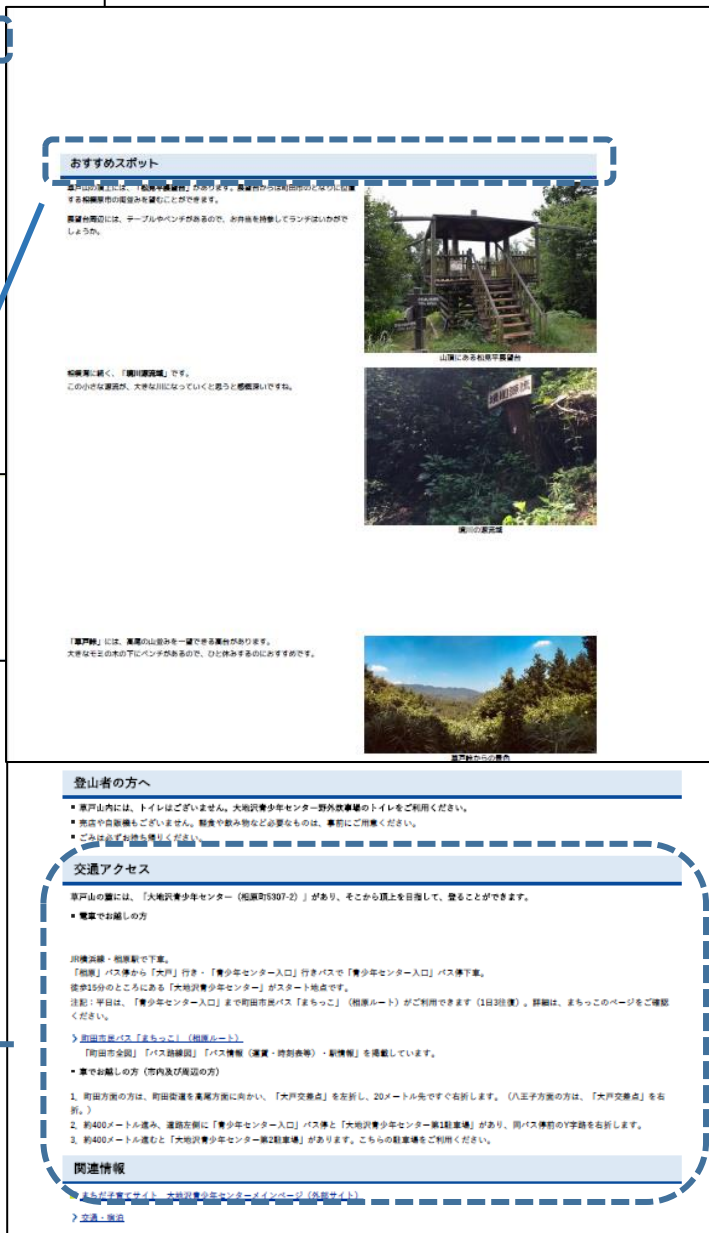 おすすめスポット
草戸山の頂上には、「松見平展望台」があります。展望台からは町田市のとなりに位置
する相模原市の街並みを望むことができます。
展望台周辺には、テーブルやベンチがあるので、お弁当を持参してランチはいかがで
しょうか。
山頂にある松見平展望台
相模湾に続く、「境川源流域」です。
この小さな源流が、大きな川になっていくと思うと感慨深いですね。
境川源流
境川の源流域
「草戸峠」には、高尾の山並みを一望できる高台があります。
大きなモミの木の下にベンチがあるので、ひと休みするのにおすすめです。
草戸峠からの景色
登山者の方へ
▪ 草戸山内には、トイレはございません。大地沢青少年センター野外炊事場のトイレをご利用ください。
▪ 売店や自販機もございません。軽食や飲み物など必要なものは、事前にご用意ください。
▪ ごみは必ずお持ち帰りください。
交通アクセス
草戸山の麓には、「大地沢青少年センター（相原町5307-2）」があり、そこから頂上を目指して、登ることができます。
▪ 電車でお越しの方
JR横浜線・相原駅で下車。
「相原」バス停から「大戸」行き・「青少年センター入口」行きバスで「青少年センター入口」バス停下車。
徒歩15分のところにある「大地沢青少年センター」がスタート地点です。
注記：平日は、「青少年センター入口」まで町田市民バス「まちっこ」（相原ルート）がご利用できます（1日3往復）。詳細は、まちっこのページをご確認
ください。
町田市民バス「まちっこ」（相原ルート）
「町田市全図」「バス路線図」「バス情報（運賃・時刻表等）・駅情報」を掲載しています。
▪ 車でお越しの方（市内及び周辺の方）
1. 町田方面の方は、町田街道を高尾方面に向かい、「大戸交差点」を左折し、20メートル先ですぐ右折します。（八王子方面の方は、「大戸交差点」を右
折。）
2. 約400メートル進み、道路左側に「青少年センター入口」バス停と「大地沢青少年センター第1駐車場」があり、同バス停前のY字路を右折します。
3. 約400メートル進むと「大地沢青少年センター第2駐車場」があります。こちらの駐車場をご利用ください。
関連情報
まちだ子育てサイト　大地沢青少年センターメインページ（外部サイト）
交通・宿泊